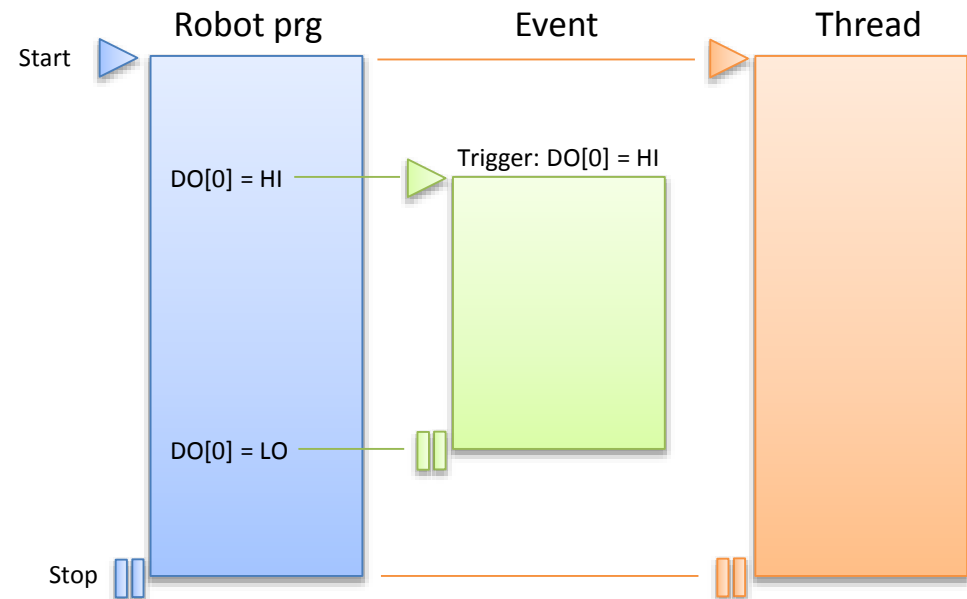 Robot prg
Event
Thread
Start
Trigger: DO[0] = HI
DO[0] = HI
DO[0] = LO
Stop